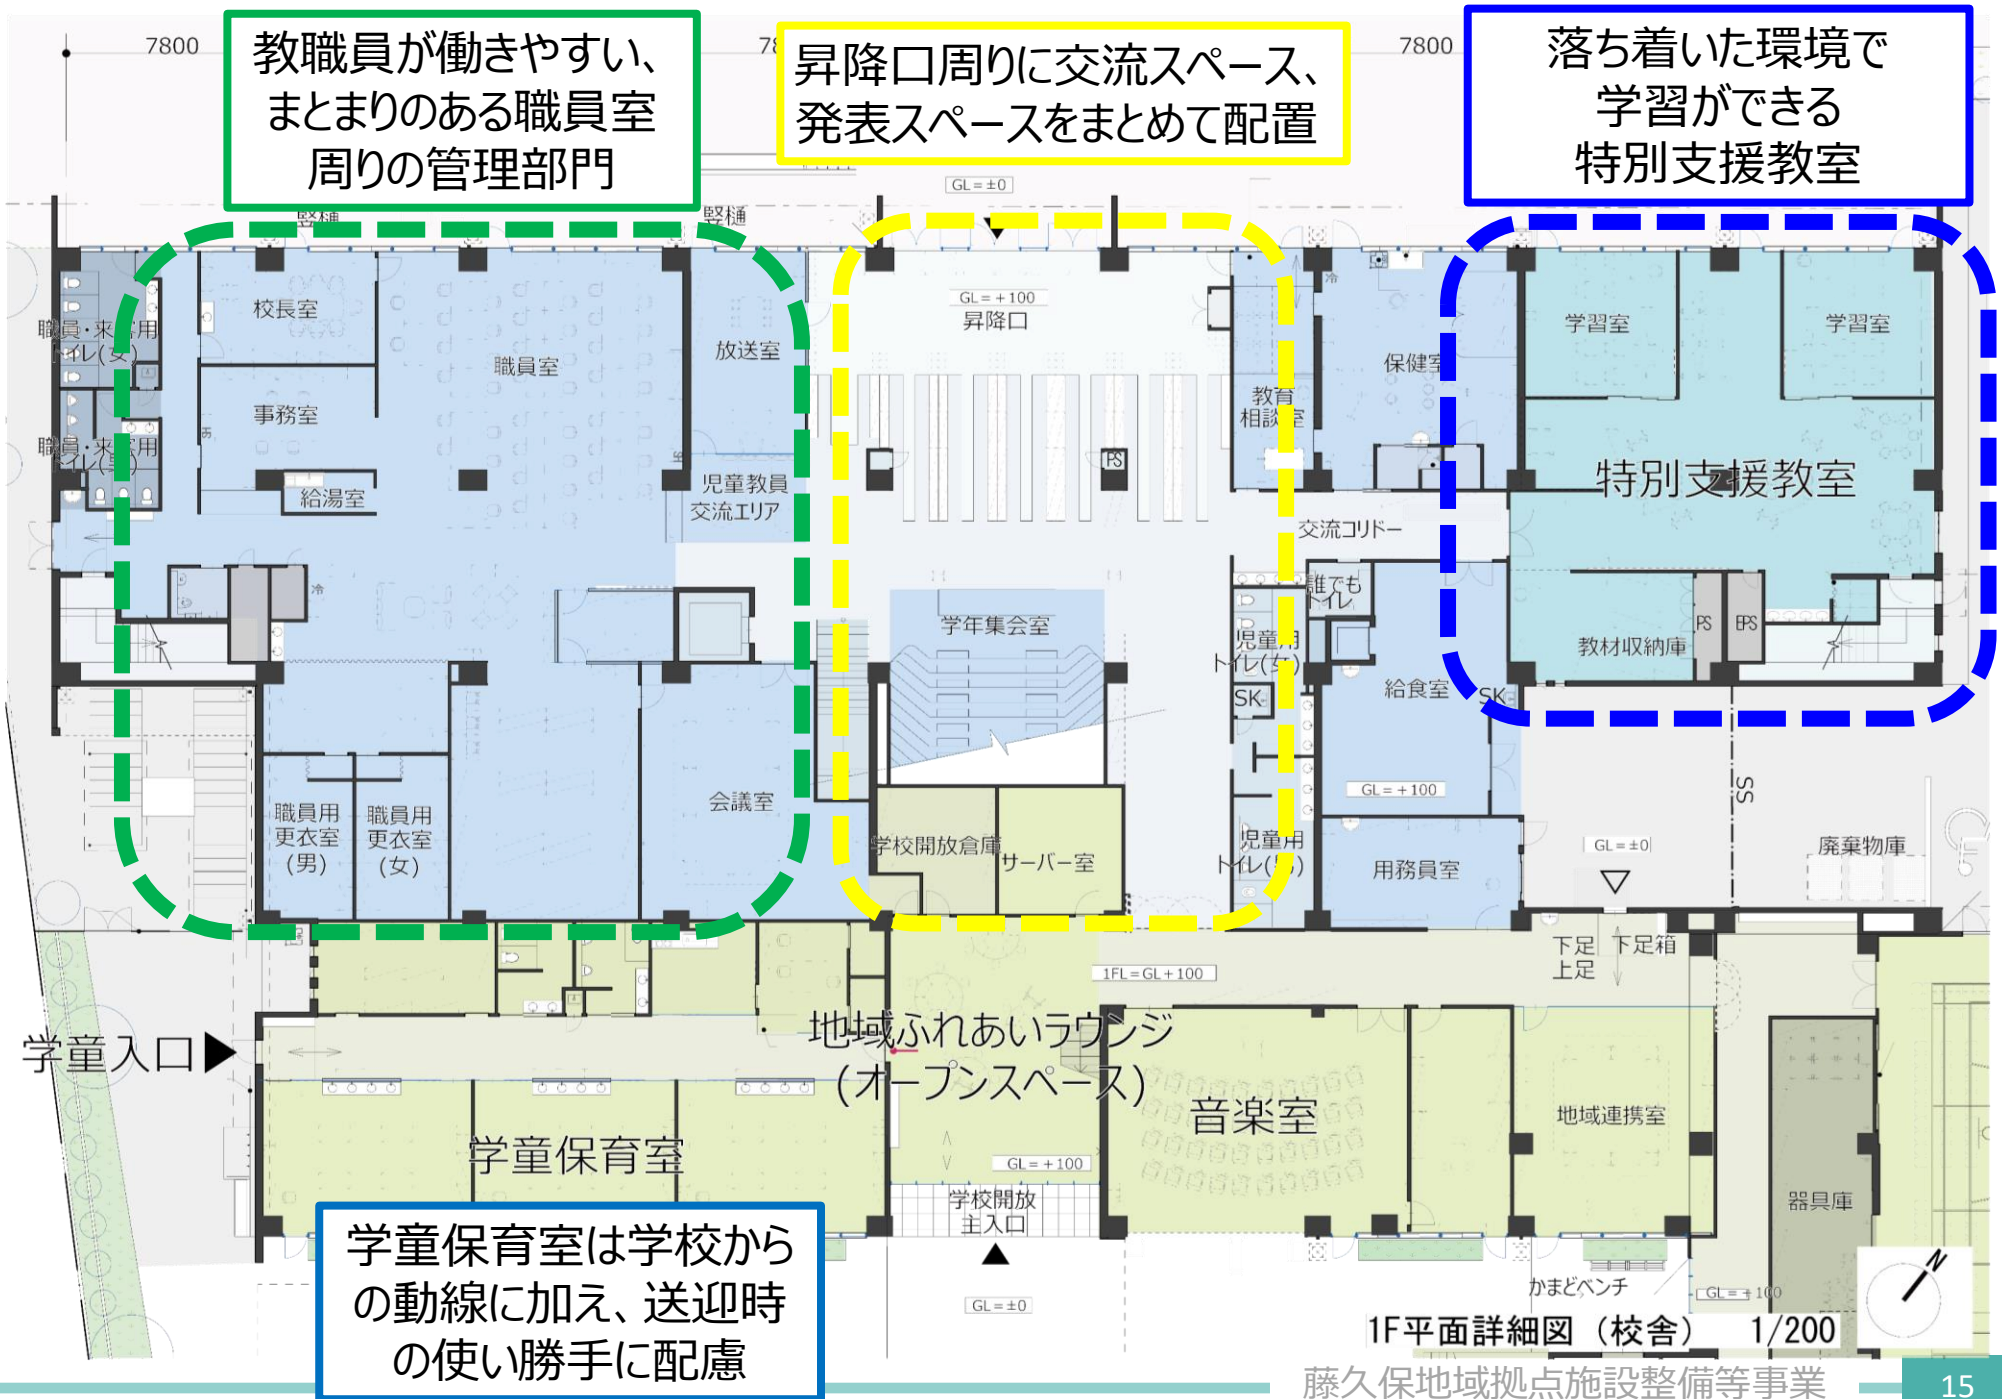 7800
7800
教職員が働きやすい、
まとまりのある職員室
周りの管理部門
昇降口周りに交流スペース、
発表スペースをまとめて配置
落ち着いた環境で
学習ができる
特別支援教室
GL=±0
竪樋
竪樋
校長室
職員室
放送室
GL=+100
昇降口
保健室
学習室
学習室
職員・来客用
トイレ(女)
事務室
教育
相談室
職員・来客用
トイレ(男)
給湯室
児童教員
交流エリア
PS
特別支援教室
交流コリドー
冷
冷
誰でも
トイレ
学年集会室
児童用
トイレ(女)
教材収納庫
PS
EPS
SK
給食室
SK
GL=+100
SS
職員用
更衣室
(男)
職員用
更衣室
(女)
会議室
学校開放倉庫
サーバー室
児童用
トイレ(男)
用務員室
GL=±0
廃棄物庫
下足
上足
下足箱
1FL=GL+100
学童入口
地域ふれあいラウンジ
(オープンスペース)
学童保育室
音楽室
地域連携室
GL=+100
学校開放
主入口
器具庫
学童保育室は学校から
の動線に加え、送迎時
の使い勝手に配慮
GL=±0
かまどベンチ
GL=+100
N
1F平面詳細図（校舎） 1/200
藤久保地域拠点施設整備等事業
15